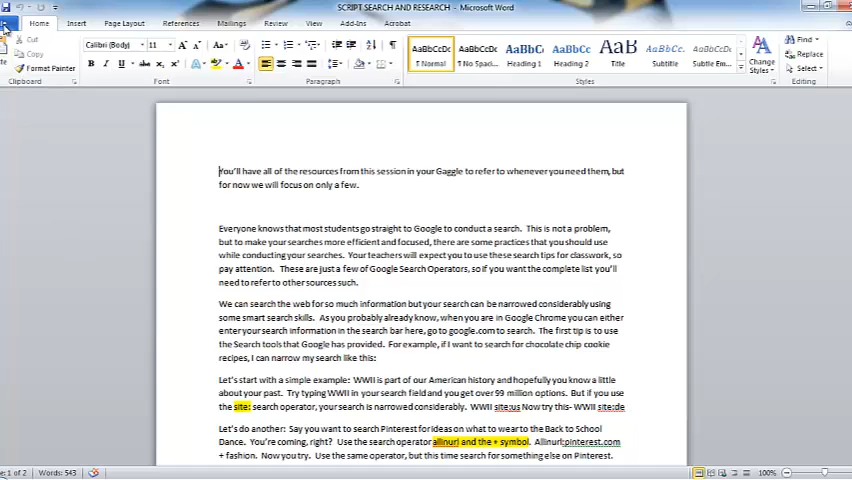 SCRIPT SEARCH AND RESEARCH - Microsoft Word
Home Insert Page Layout References Mailings Review View Add-Ins Acrobat
Cut
Copy
Format Painter
Clipboard
Calibri (Body) 11
Font
Paragraph
AaBbCcDc AaBbCcDc AaBbC AaBbCc AaB AaBbCc. AaBbCcDc
¶ Normal ¶ No Spaci... Heading 1 Heading 2 Title Subtitle Subtle Em...
Change
Styles
Styles
Find
Replace
Select
Editing
You'll have all of the resources from this session in your Gaggle to refer to whenever you need them, but
for now we will focus on only a few.
Everyone knows that most students go straight to Google to conduct a search. This is not a problem,
but to make your searches more efficient and focused, there are some practices that you should use
while conducting your searches. Your teachers will expect you to use these search tips for classwork, so
pay attention. These are just a few of Google Search Operators, so if you want the complete list you'll
need to refer to other sources such.
We can search the web for so much information but your search can be narrowed considerably using
some smart search skills. As you probably already know, when you are in Google Chrome you can either
enter your search information in the search bar here, go to google.com to search. The first tip is to use
the Search tools that Google has provided. For example, if I want to search for chocolate chip cookie
recipes, I can narrow my search like this:
Let's start with a simple example: WWII is part of our American history and hopefully you know a little
about your past. Try typing WWII in your search field and you get over 99 million options. But if you use
the site: search operator, your search is narrowed considerably. WWII site:us Now try this- WWII site:de
Let's do another: Say you want to search Pinterest for ideas on what to wear to the Back to School
Dance. You're coming, right? Use the search operator allinurl and the + symbol. Allinurl:pinterest.com
+ fashion. Now you try. Use the same operator, but this time search for something else on Pinterest.
1 of 2 Words: 543 100%